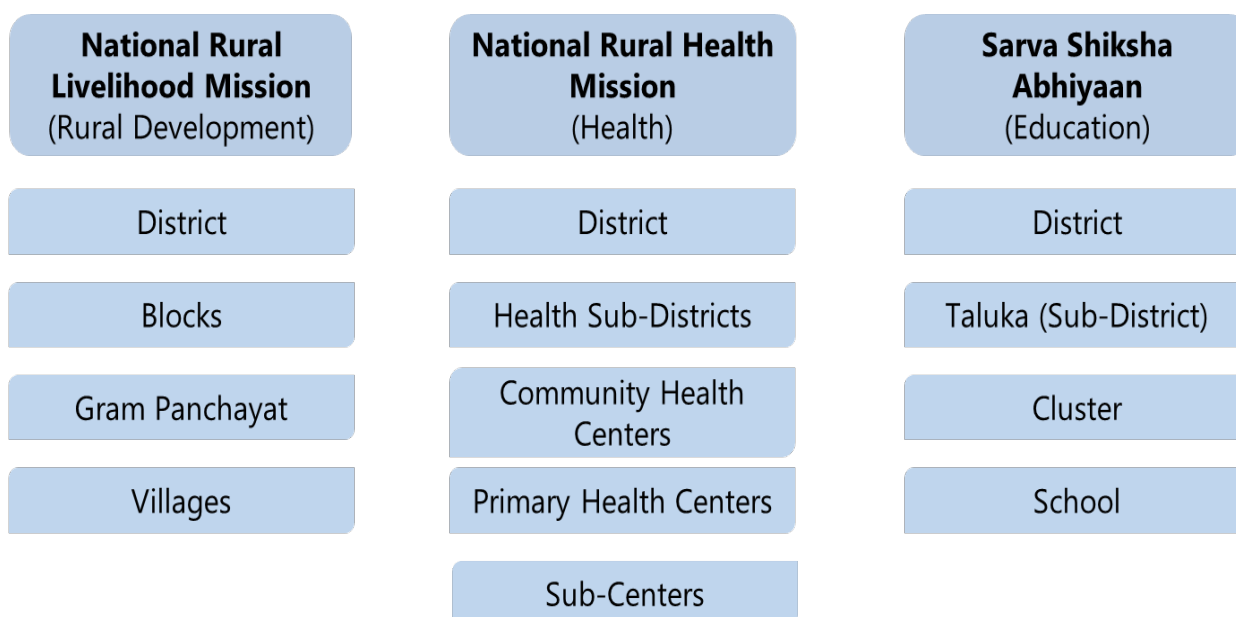 National Rural
Livelihood Mission
(Rural Development)
District
Blocks
Gram Panchayat
Villages
National Rural Health
Mission
(Health)
District
Health Sub-Districts
Community Health
Centers
Primary Health Centers
Sub-Centers
Sarva Shiksha
Abhiyaan
(Education)
District
Taluka (Sub-District)
Cluster
School